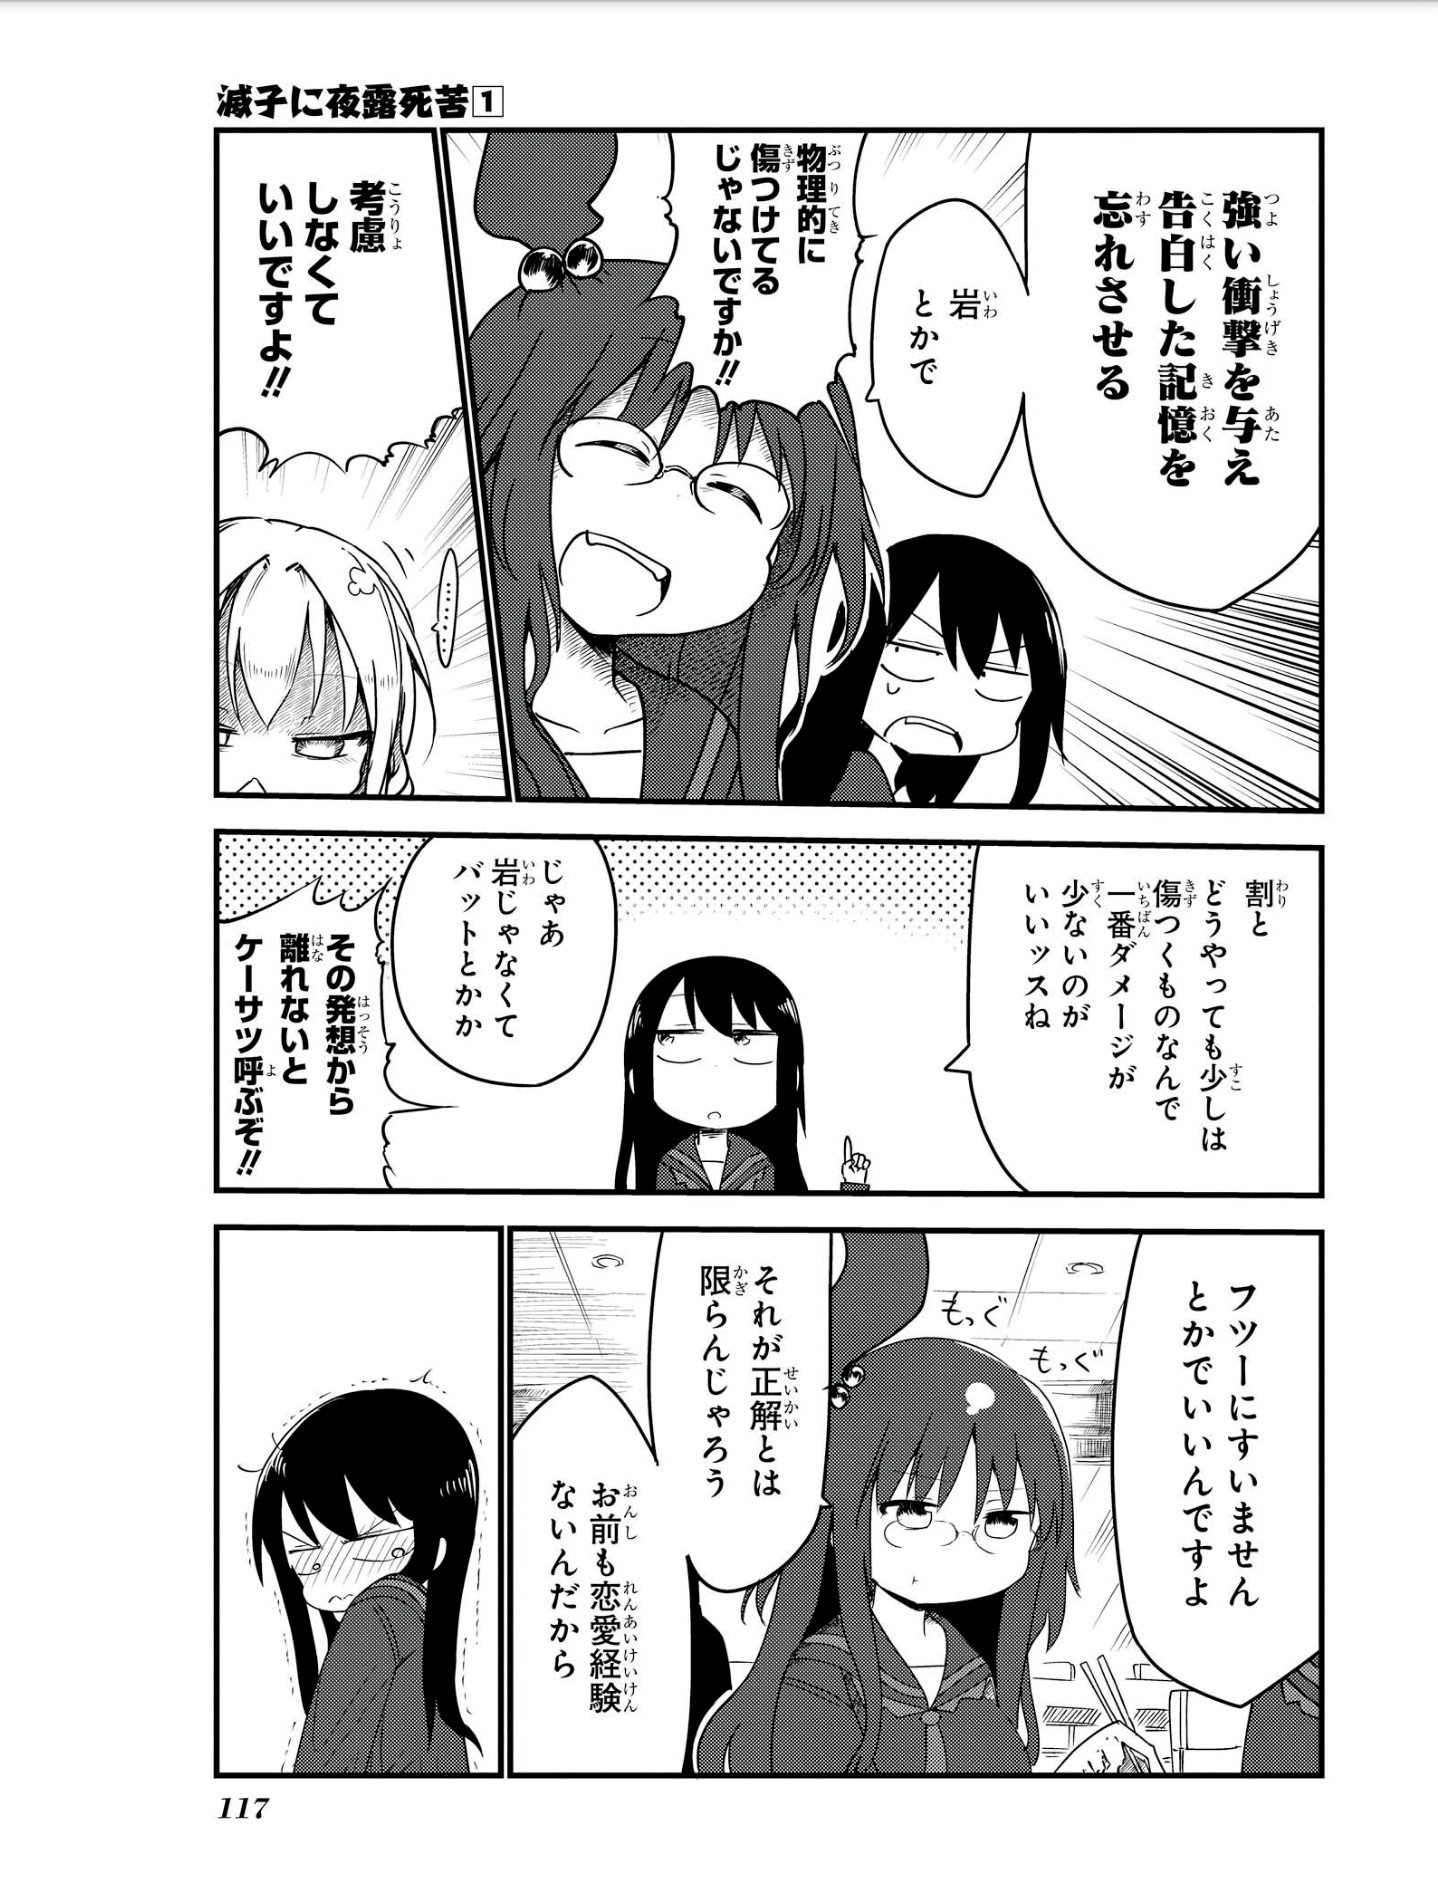 滅子に夜露死苦1
強い衝撃を与え
告白した記憶を
忘れさせる
岩
とかで
物理的に
傷つけてる
じゃないですか!!
考慮
しなくて
いいですよ!!
………
割と
どうやっても少しは
傷つくものなんで
一番ダメージが
少ないのが
いいッスね
じゃあ
岩じゃなくて
バットとかか
その発想から
離れないと
ケーサツ呼ぶぞ!!
フツーにすいません
とかでいいんですよ
もっぐ
もっぐ
それが正解とは
限らんじゃろう
お前も恋愛経験
ないんだから
117